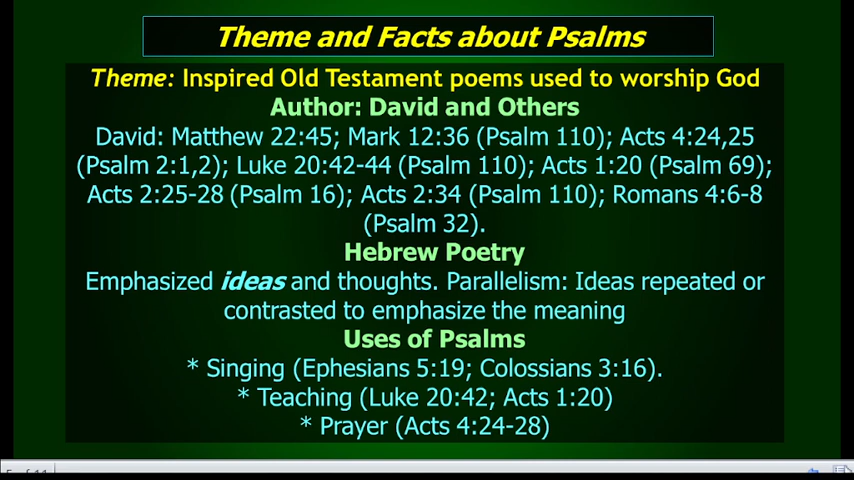 Theme and Facts about Psalms
Theme: Inspired Old Testament poems used to worship God
Author: David and Others
David: Matthew 22:45; Mark 12:36 (Psalm 110); Acts 4:24,25
(Psalm 2:1,2); Luke 20:42-44 (Psalm 110); Acts 1:20 (Psalm 69);
Acts 2:25-28 (Psalm 16); Acts 2:34 (Psalm 110); Romans 4:6-8
(Psalm 32).
Hebrew Poetry
Emphasized ideas and thoughts. Parallelism: Ideas repeated or
contrasted to emphasize the meaning
Uses of Psalms
* Singing (Ephesians 5:19; Colossians 3:16).
* Teaching (Luke 20:42; Acts 1:20)
* Prayer (Acts 4:24-28)